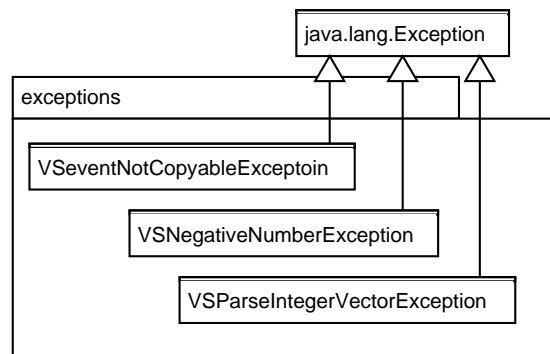 java.lang.Exception
exceptions
VSeventNotCopyableExceptoin
VSNegativeNumberException
VSParseIntegerVectorException